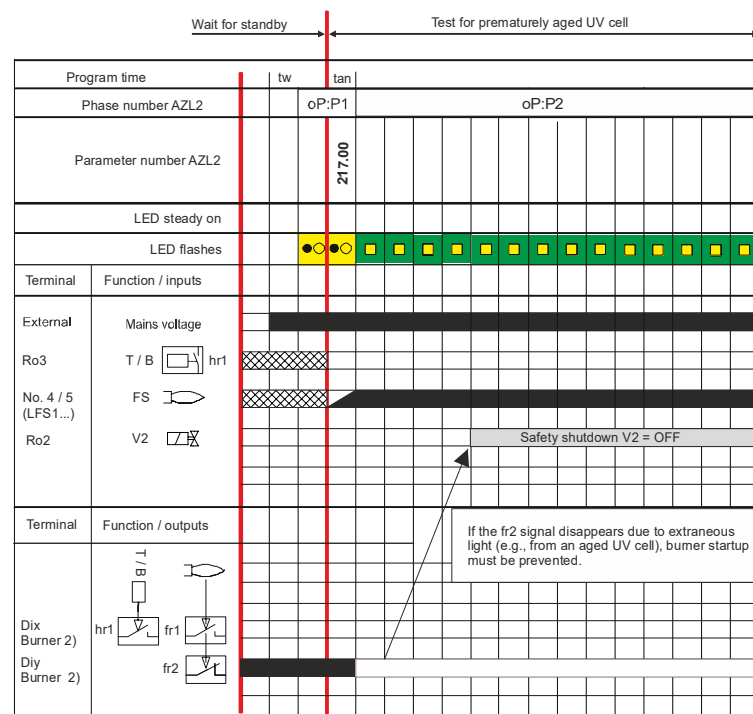 Wait for standby
Test for prematurely aged UV cell
Program time tw tan
Phase number AZL2 oP:P1 oP:P2
Parameter number AZL2 217.00
LED steady on
LED flashes
Terminal Function / inputs
External Mains voltage
Ro3 T / B hr1
No. 4 / 5 FS
(LFS1...)
Ro2 V2 Safety shutdown V2 = OFF
Terminal Function / outputs
If the fr2 signal disappears due to extraneous
light (e.g., from an aged UV cell), burner startup
must be prevented.
T / B
Dix hr1 fr1
Burner 2)
Diy fr2
Burner 2)